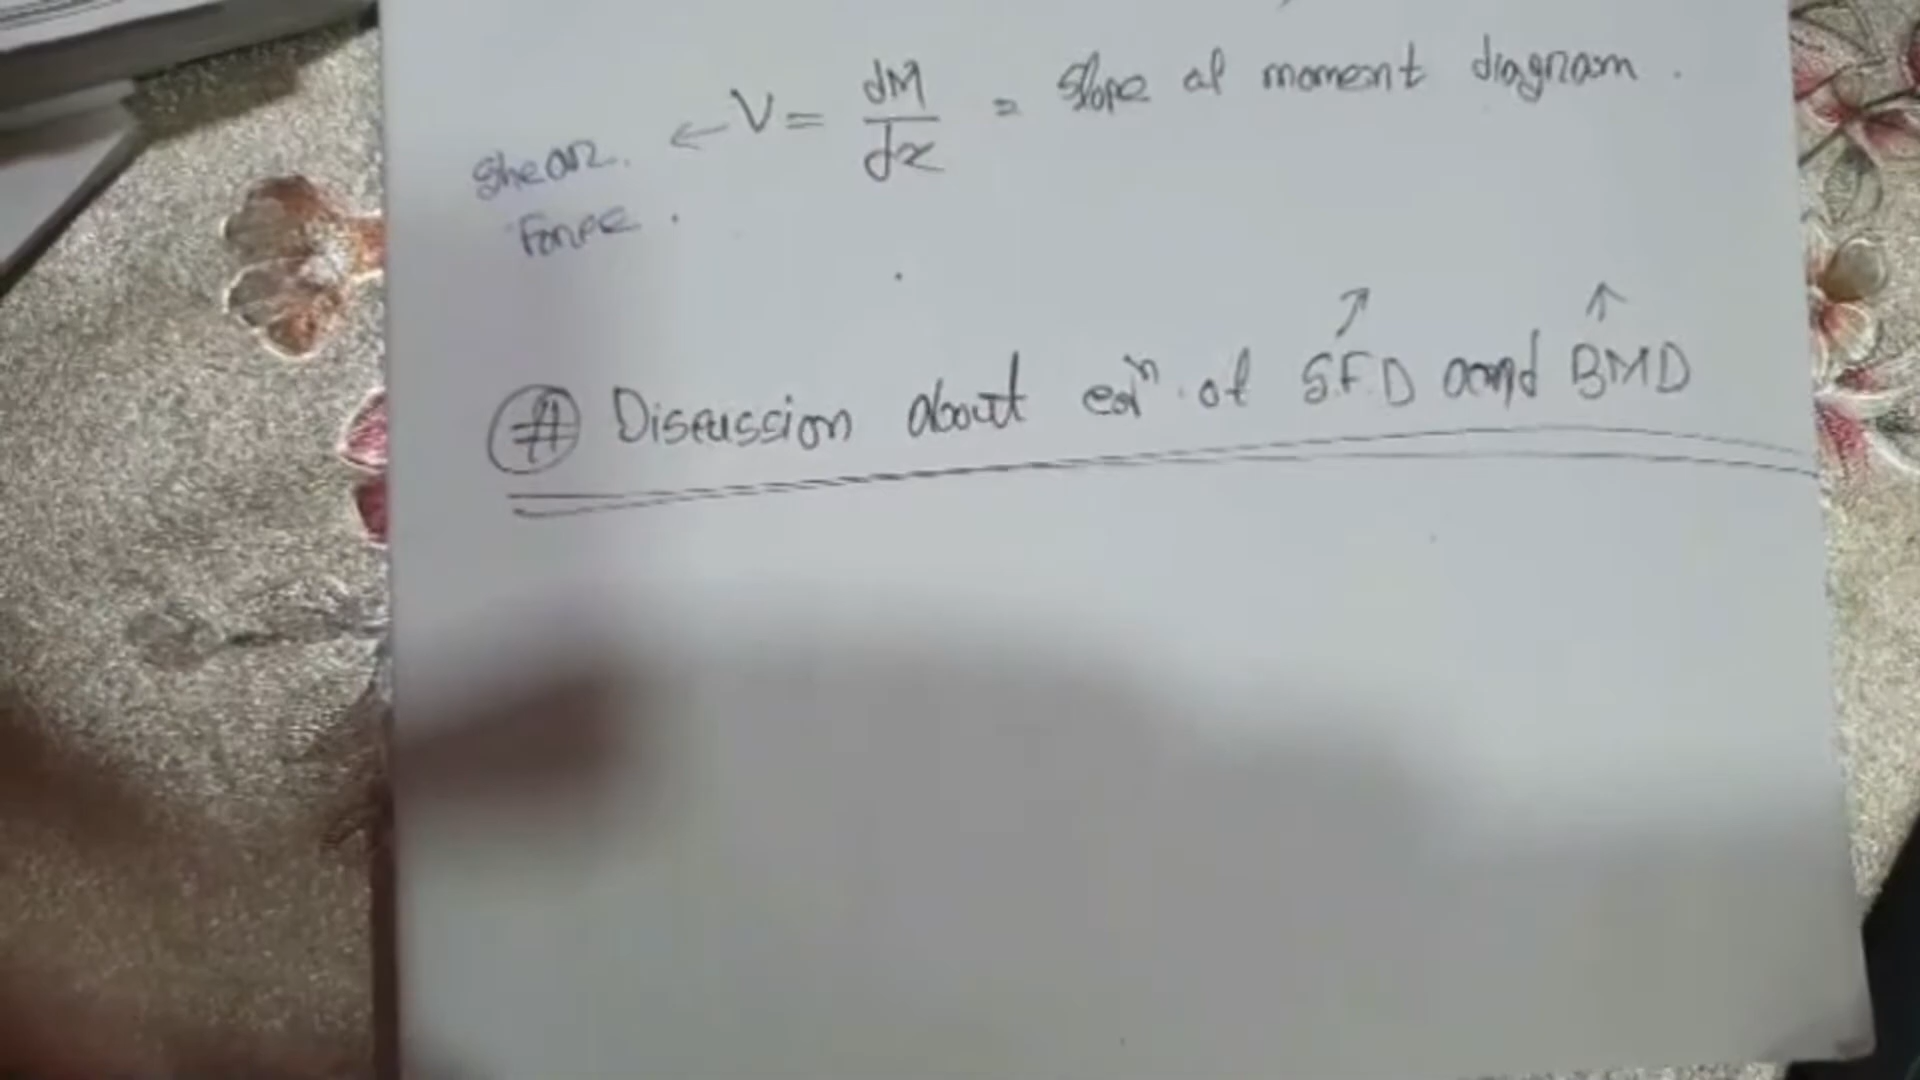 V = dM/dx = Slope of moment diagram.
Shear ←
Force.
# Discussion about eqⁿ. of S.F.D and BMD